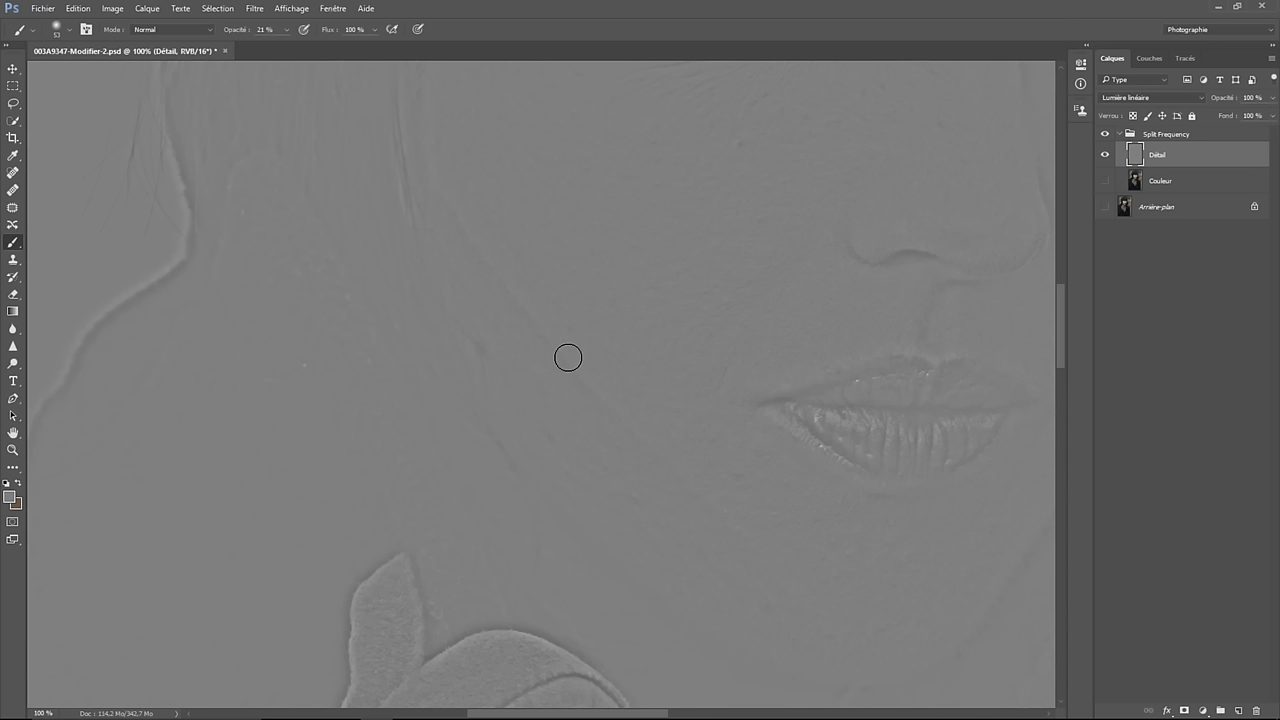 Ps Fichier Edition Image Calque Texte Sélection Filtre Affichage Fenêtre Aide
53 Mode : Normal Opacité : 21 % Flux : 100 % Photographie
003A9347-Modifier-2.psd @ 100% (Détail, RVB/16*) * ×
Calques Couches Tracés
Type
Lumière linéaire Opacité : 100 %
Verrou : Fond : 100 %
Split Frequency
Détail
Couleur
Arrière-plan
100 % Doc : 114,2 Mo/342,7 Mo